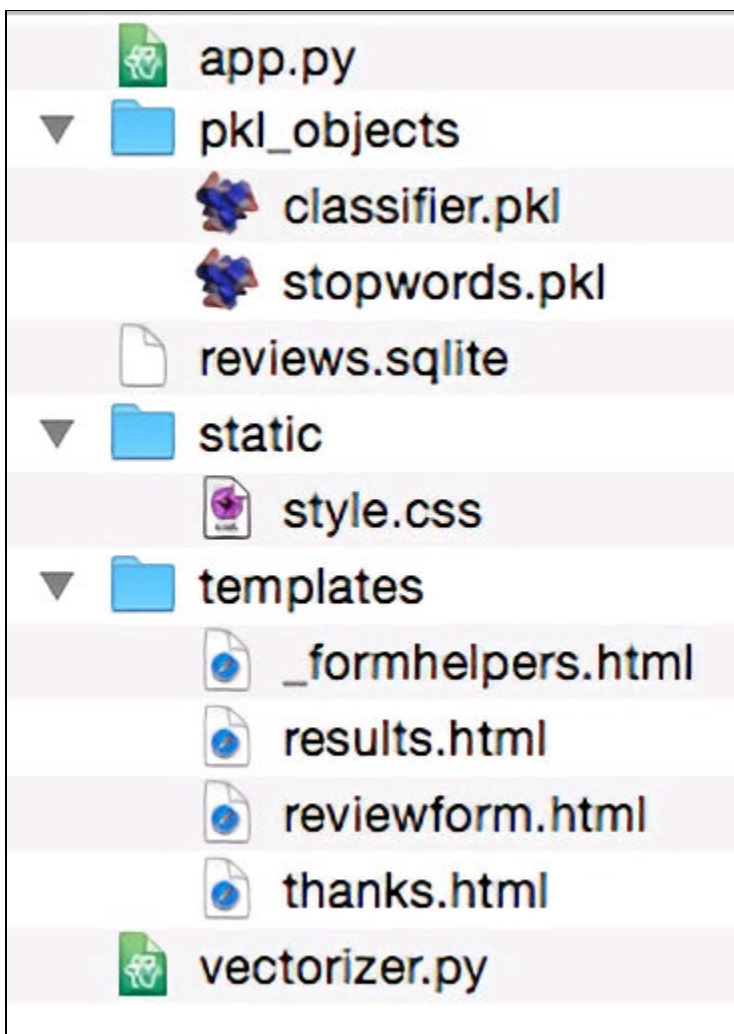 app.py
pkl_objects
classifier.pkl
stopwords.pkl
reviews.sqlite
static
style.css
templates
_formhelpers.html
results.html
reviewform.html
thanks.html
vectorizer.py